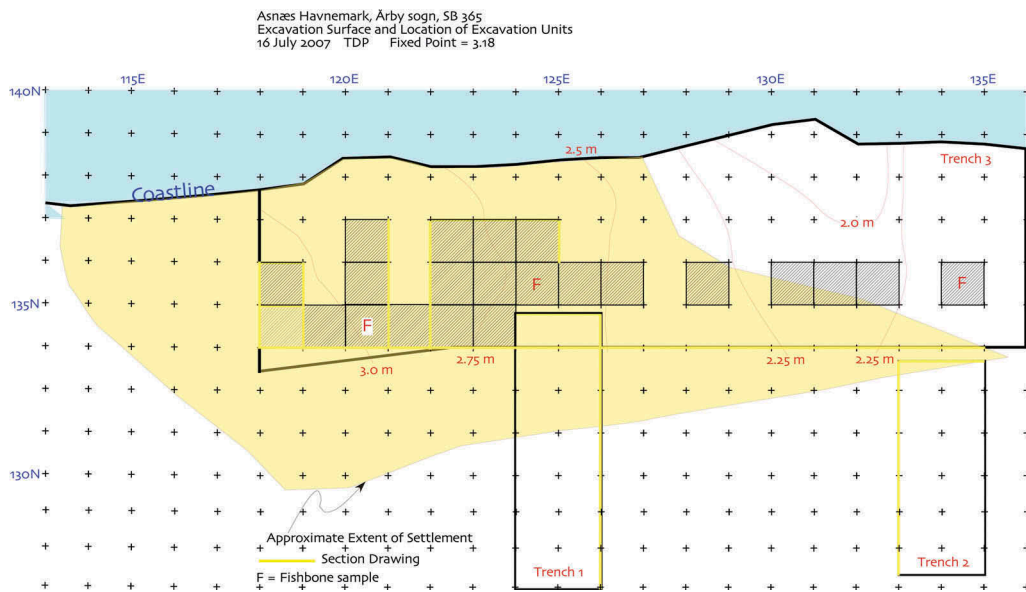 Asnæs Havnemark, Årby sogn, SB 365
Excavation Surface and Location of Excavation Units
16 July 2007 TDP Fixed Point = 3.18
115E 120E 125E 130E 135E
140N
2.5 m
Trench 3
Coastline
2.0 m
F F
135N
F
2.75 m 2.25 m 2.25 m
3.0 m
130N
Approximate Extent of Settlement
Section Drawing
F = Fishbone sample
Trench 1
Trench 2